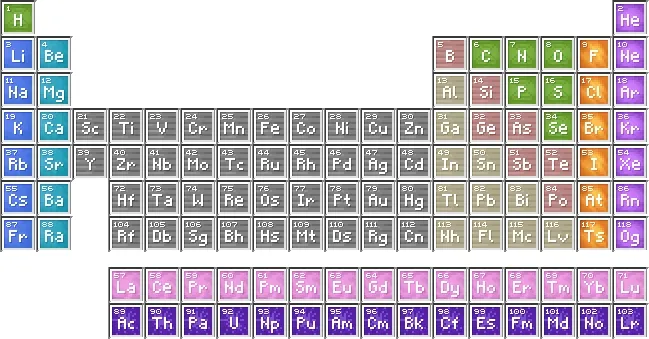 1 H 2 He
3 Li 4 Be 5 B 6 C 7 N 8 O 9 F 10 Ne
11 Na 12 Mg 13 Al 14 Si 15 P 16 S 17 Cl 18 Ar
19 K 20 Ca 21 Sc 22 Ti 23 V 24 Cr 25 Mn 26 Fe 27 Co 28 Ni 29 Cu 30 Zn 31 Ga 32 Ge 33 As 34 Se 35 Br 36 Kr
37 Rb 38 Sr 39 Y 40 Zr 41 Nb 42 Mo 43 Tc 44 Ru 45 Rh 46 Pd 47 Ag 48 Cd 49 In 50 Sn 51 Sb 52 Te 53 I 54 Xe
55 Cs 56 Ba 72 Hf 73 Ta 74 W 75 Re 76 Os 77 Ir 78 Pt 79 Au 80 Hg 81 Tl 82 Pb 83 Bi 84 Po 85 At 86 Rn
87 Fr 88 Ra 104 Rf 105 Db 106 Sg 107 Bh 108 Hs 109 Mt 110 Ds 111 Rg 112 Cn 113 Nh 114 Fl 115 Mc 116 Lv 117 Ts 118 Og
57 La 58 Ce 59 Pr 60 Nd 61 Pm 62 Sm 63 Eu 64 Gd 65 Tb 66 Dy 67 Ho 68 Er 69 Tm 70 Yb 71 Lu
89 Ac 90 Th 91 Pa 92 U 93 Np 94 Pu 95 Am 96 Cm 97 Bk 98 Cf 99 Es 100 Fm 101 Md 102 No 103 Lr